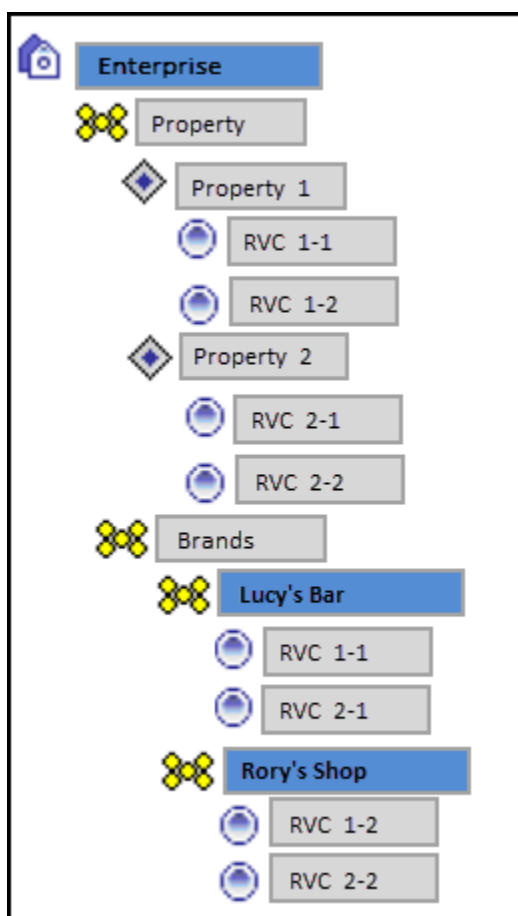 Enterprise
Property
Property 1
RVC 1-1
RVC 1-2
Property 2
RVC 2-1
RVC 2-2
Brands
Lucy's Bar
RVC 1-1
RVC 2-1
Rory's Shop
RVC 1-2
RVC 2-2